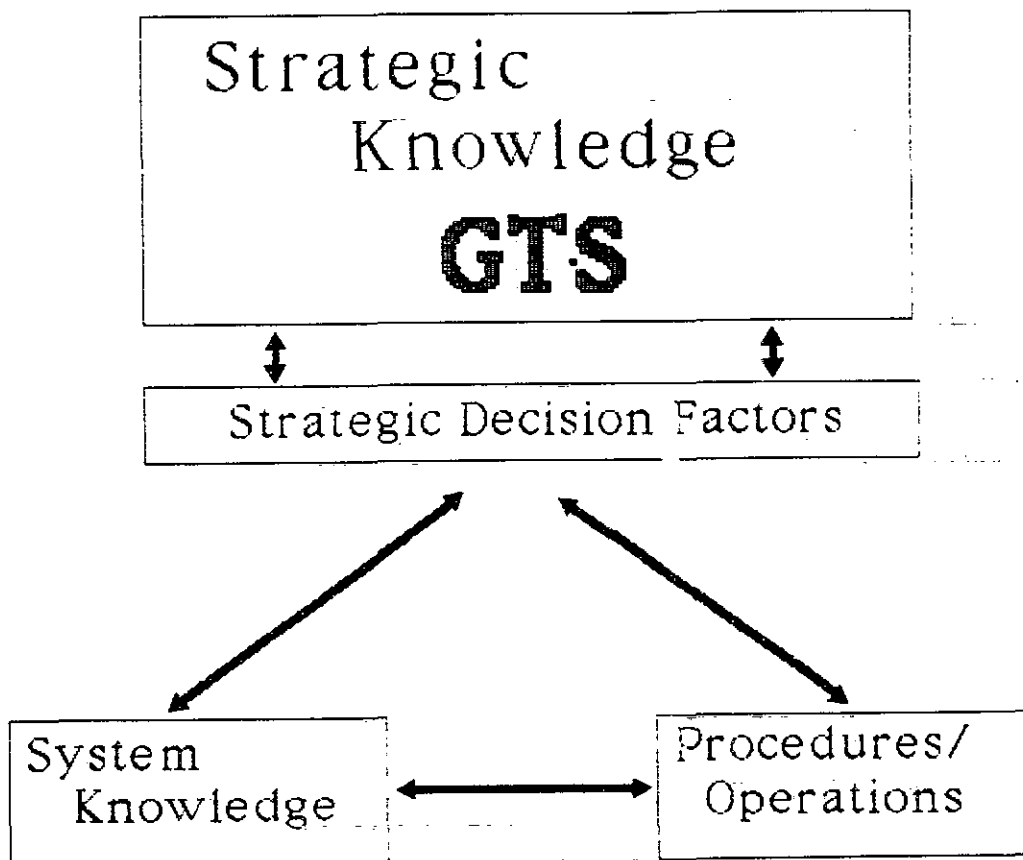 Strategic
Knowledge
GTS
Strategic Decision Factors
System
Knowledge
Procedures/
Operations